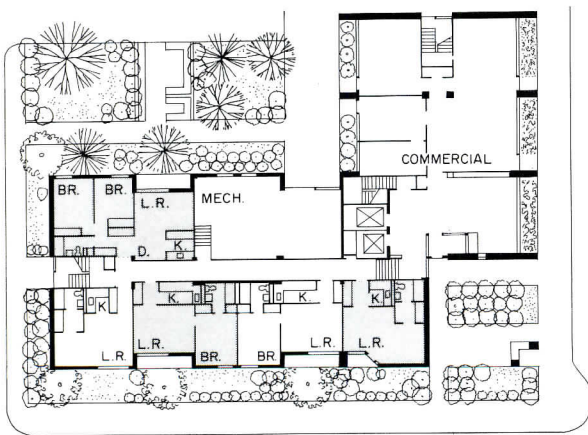 COMMERCIAL
BR. BR. L.R. MECH.
D. K.
K. K. K. K.
L.R. L.R. BR. BR. L.R. L.R.